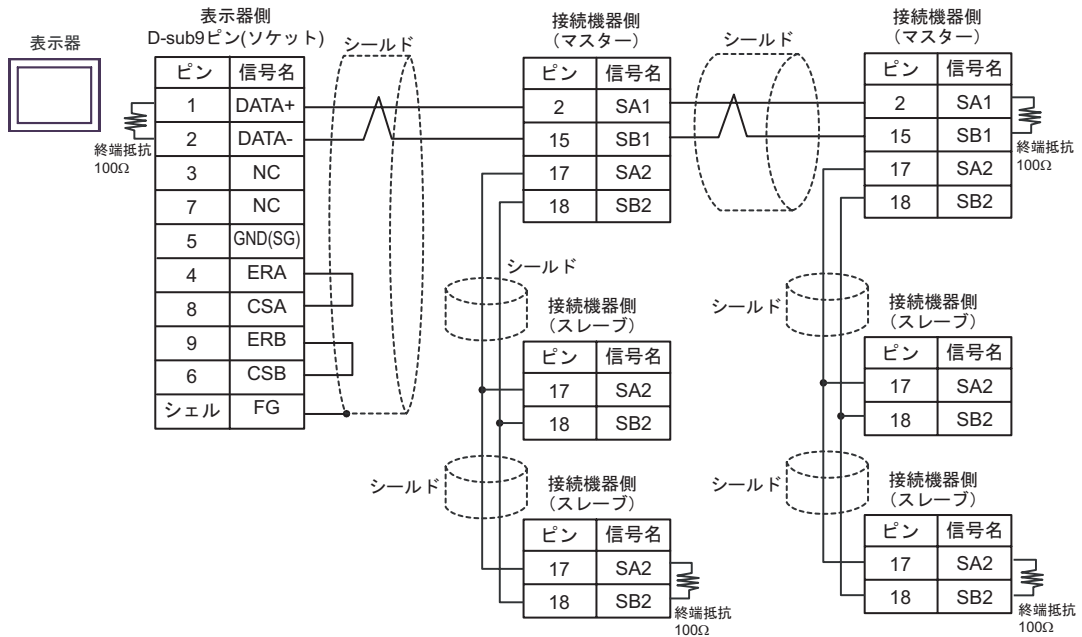 表示器
表示器側
D-sub9ピン(ソケット)
ピン 信号名
1 DATA+
2 DATA-
3 NC
7 NC
5 GND(SG)
4 ERA
8 CSA
9 ERB
6 CSB
シェル FG
終端抵抗
100Ω
シールド
接続機器側
（マスター）
ピン 信号名
2 SA1
15 SB1
17 SA2
18 SB2
シールド
接続機器側
（マスター）
ピン 信号名
2 SA1
15 SB1
17 SA2
18 SB2
終端抵抗
100Ω
シールド
接続機器側
（スレーブ）
ピン 信号名
17 SA2
18 SB2
シールド
接続機器側
（スレーブ）
ピン 信号名
17 SA2
18 SB2
シールド
接続機器側
（スレーブ）
ピン 信号名
17 SA2
18 SB2
終端抵抗
100Ω
シールド
接続機器側
（スレーブ）
ピン 信号名
17 SA2
18 SB2
終端抵抗
100Ω